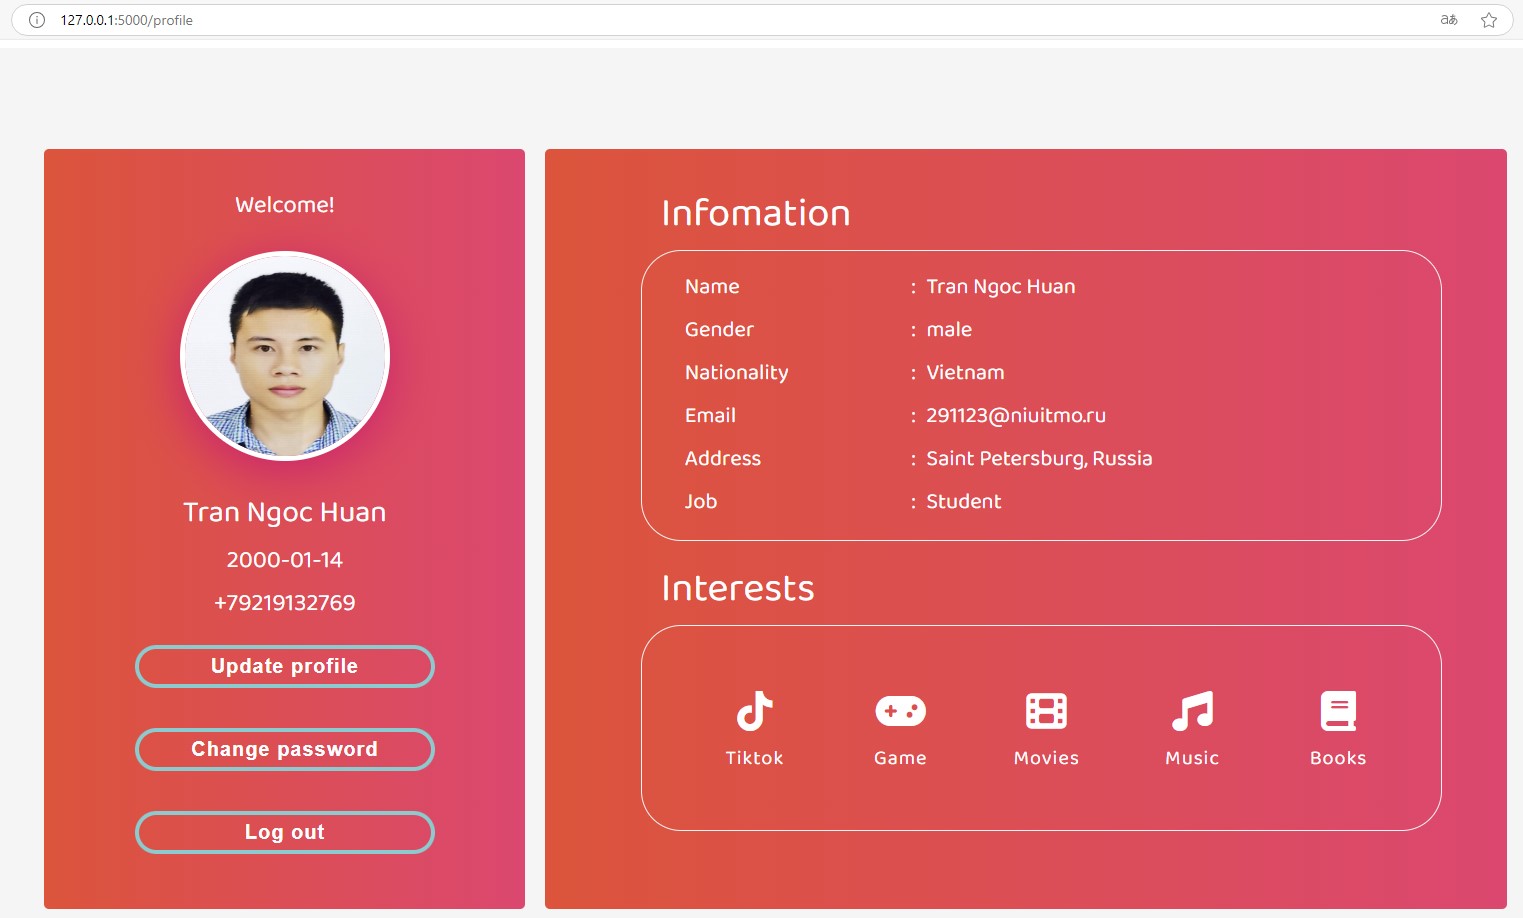 127.0.0.1:5000/profile
aあ
Welcome!
Tran Ngoc Huan
2000-01-14
+79219132769
Update profile
Change password
Log out
Infomation
Name : Tran Ngoc Huan
Gender : male
Nationality : Vietnam
Email : 291123@niuitmo.ru
Address : Saint Petersburg, Russia
Job : Student
Interests
Tiktok Game Movies Music Books